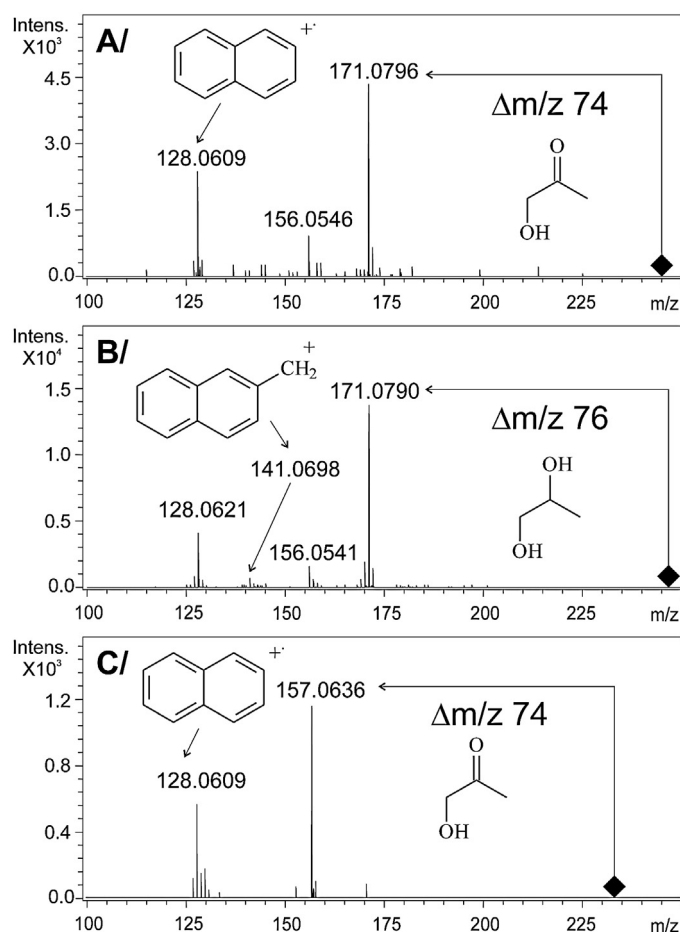 Intens.
X10³
A/
+·
171.0796
Δm/z 74
4.5
O
OH
3.0
128.0609
1.5
156.0546
0.0
100 125 150 175 200 225 m/z
Intens.
X10⁴
B/
+
CH₂
171.0790
Δm/z 76
1.5
OH
OH
1.0
141.0698
128.0621
0.5
156.0541
0.0
100 125 150 175 200 225 m/z
Intens.
X10³
C/
+·
157.0636
Δm/z 74
1.2
O
OH
0.8
128.0609
0.4
0.0
100 125 150 175 200 225 m/z